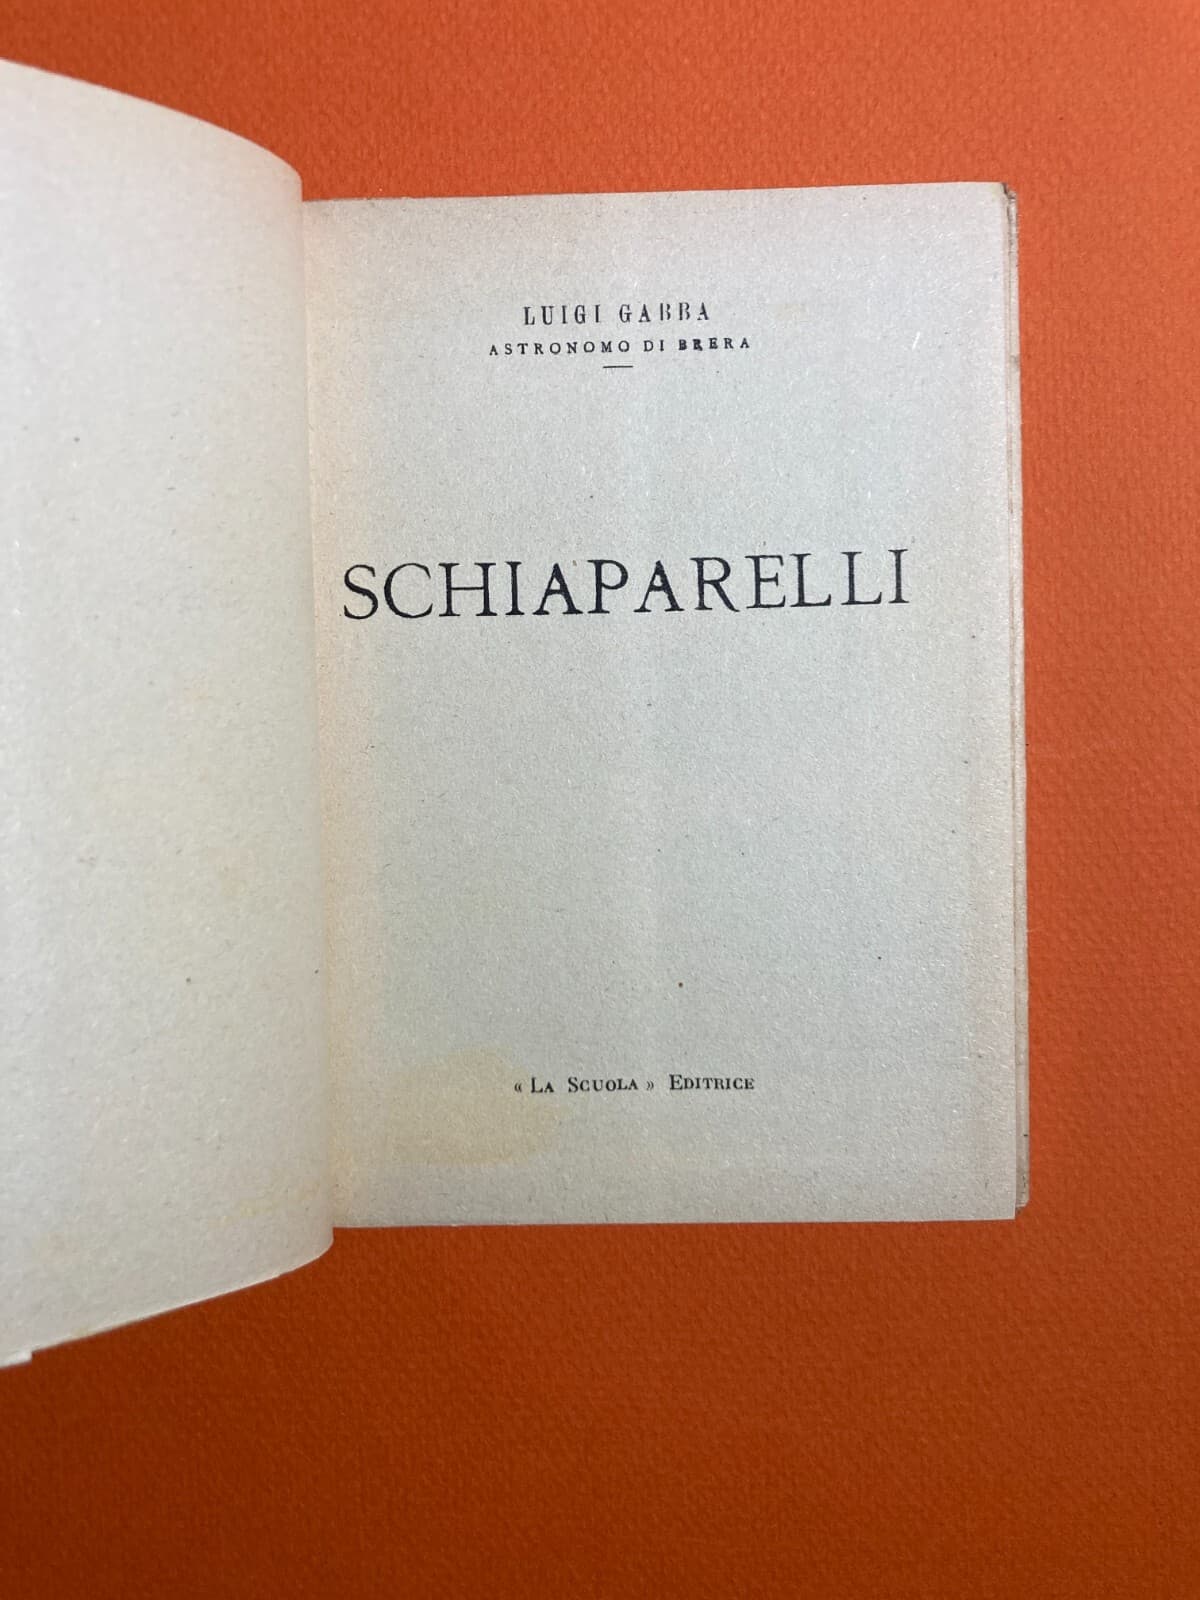 LUIGI GABBA
ASTRONOMO DI BRERA
SCHIAPARELLI
« LA SCUOLA » EDITRICE